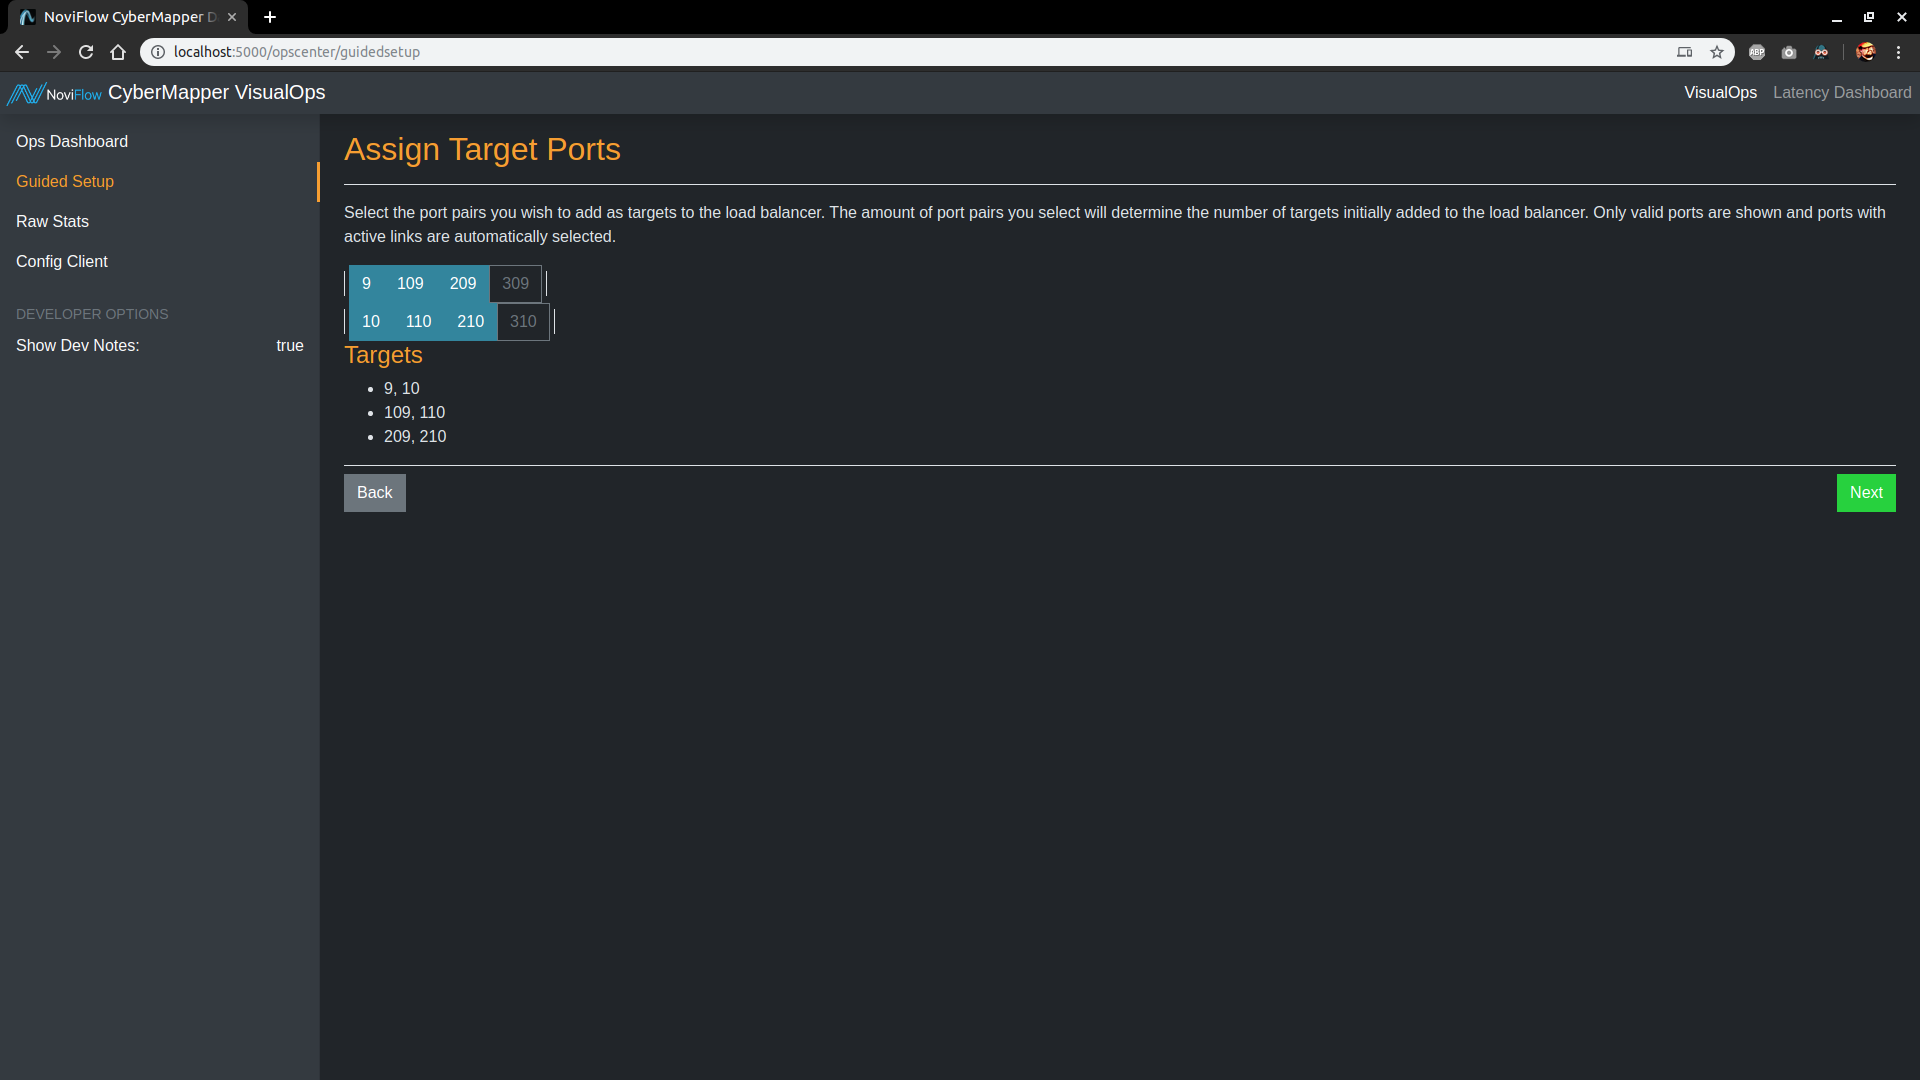 NoviFlow CyberMapper D
localhost:5000/opscenter/guidedsetup
ABP
NoviFlow CyberMapper VisualOps
VisualOps
Latency Dashboard
Ops Dashboard
Guided Setup
Raw Stats
Config Client
DEVELOPER OPTIONS
Show Dev Notes: true
Assign Target Ports
Select the port pairs you wish to add as targets to the load balancer. The amount of port pairs you select will determine the number of targets initially added to the load balancer. Only valid ports are shown and ports with
active links are automatically selected.
9 109 209 309
10 110 210 310
Targets
9, 10
109, 110
209, 210
Back
Next